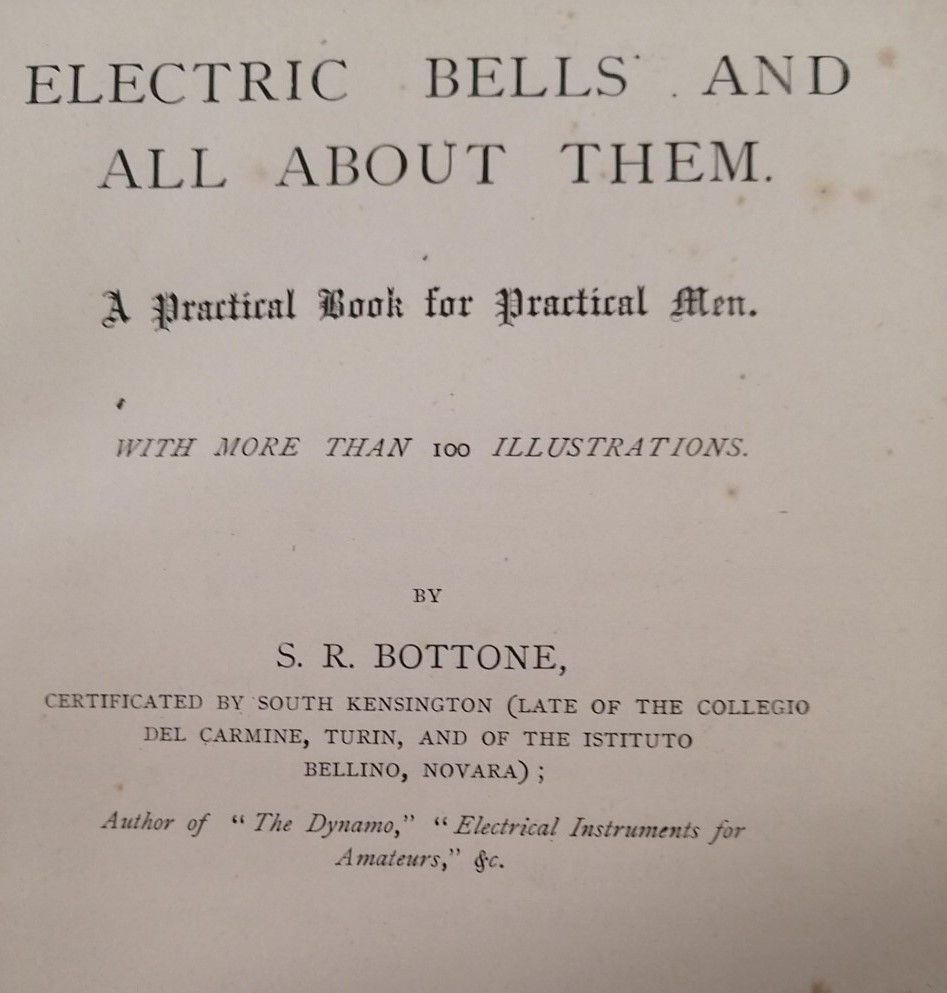 ELECTRIC BELLS AND
ALL ABOUT THEM.
A Practical Book for Practical Men.
WITH MORE THAN 100 ILLUSTRATIONS.
BY
S. R. BOTTONE,
CERTIFICATED BY SOUTH KENSINGTON (LATE OF THE COLLEGIO
DEL CARMINE, TURIN, AND OF THE ISTITUTO
BELLINO, NOVARA) ;
Author of "The Dynamo," "Electrical Instruments for
Amateurs," &c.